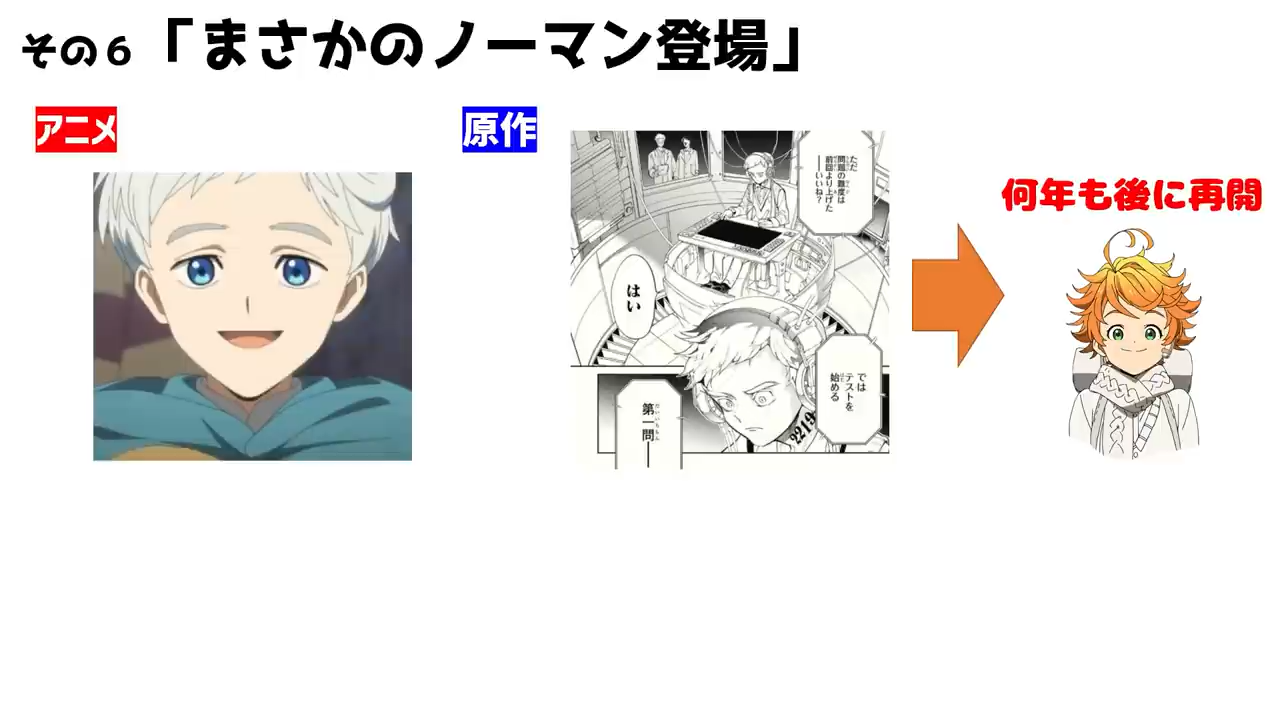 その６「まさかのノーマン登場」
アニメ
原作
何年も後に再開
ただ
問題の難度は
前回より上げた
――いいね?
はい
では
テストを
始める
第一問――